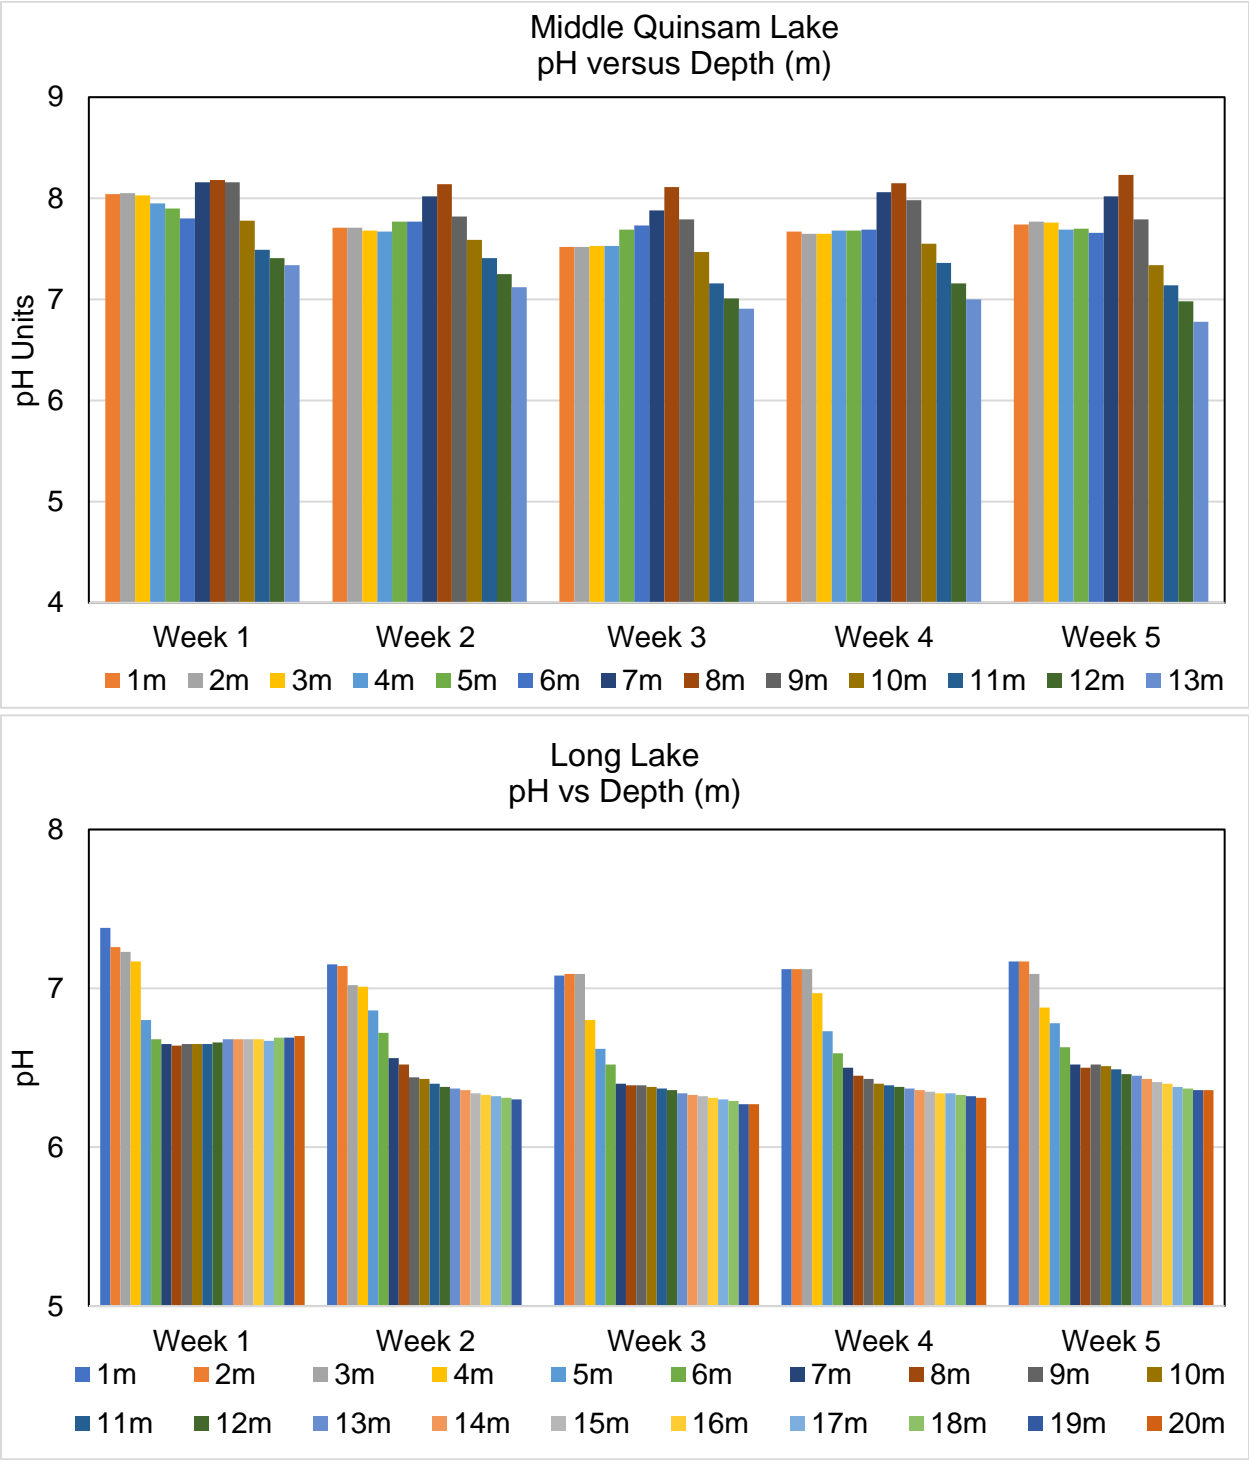 Middle Quinsam Lake
pH versus Depth (m)
9
8
7
6
5
4
pH Units
Week 1 Week 2 Week 3 Week 4 Week 5
1m 2m 3m 4m 5m 6m 7m 8m 9m 10m 11m 12m 13m
Long Lake
pH vs Depth (m)
8
7
6
5
pH
Week 1 Week 2 Week 3 Week 4 Week 5
1m 2m 3m 4m 5m 6m 7m 8m 9m 10m
11m 12m 13m 14m 15m 16m 17m 18m 19m 20m